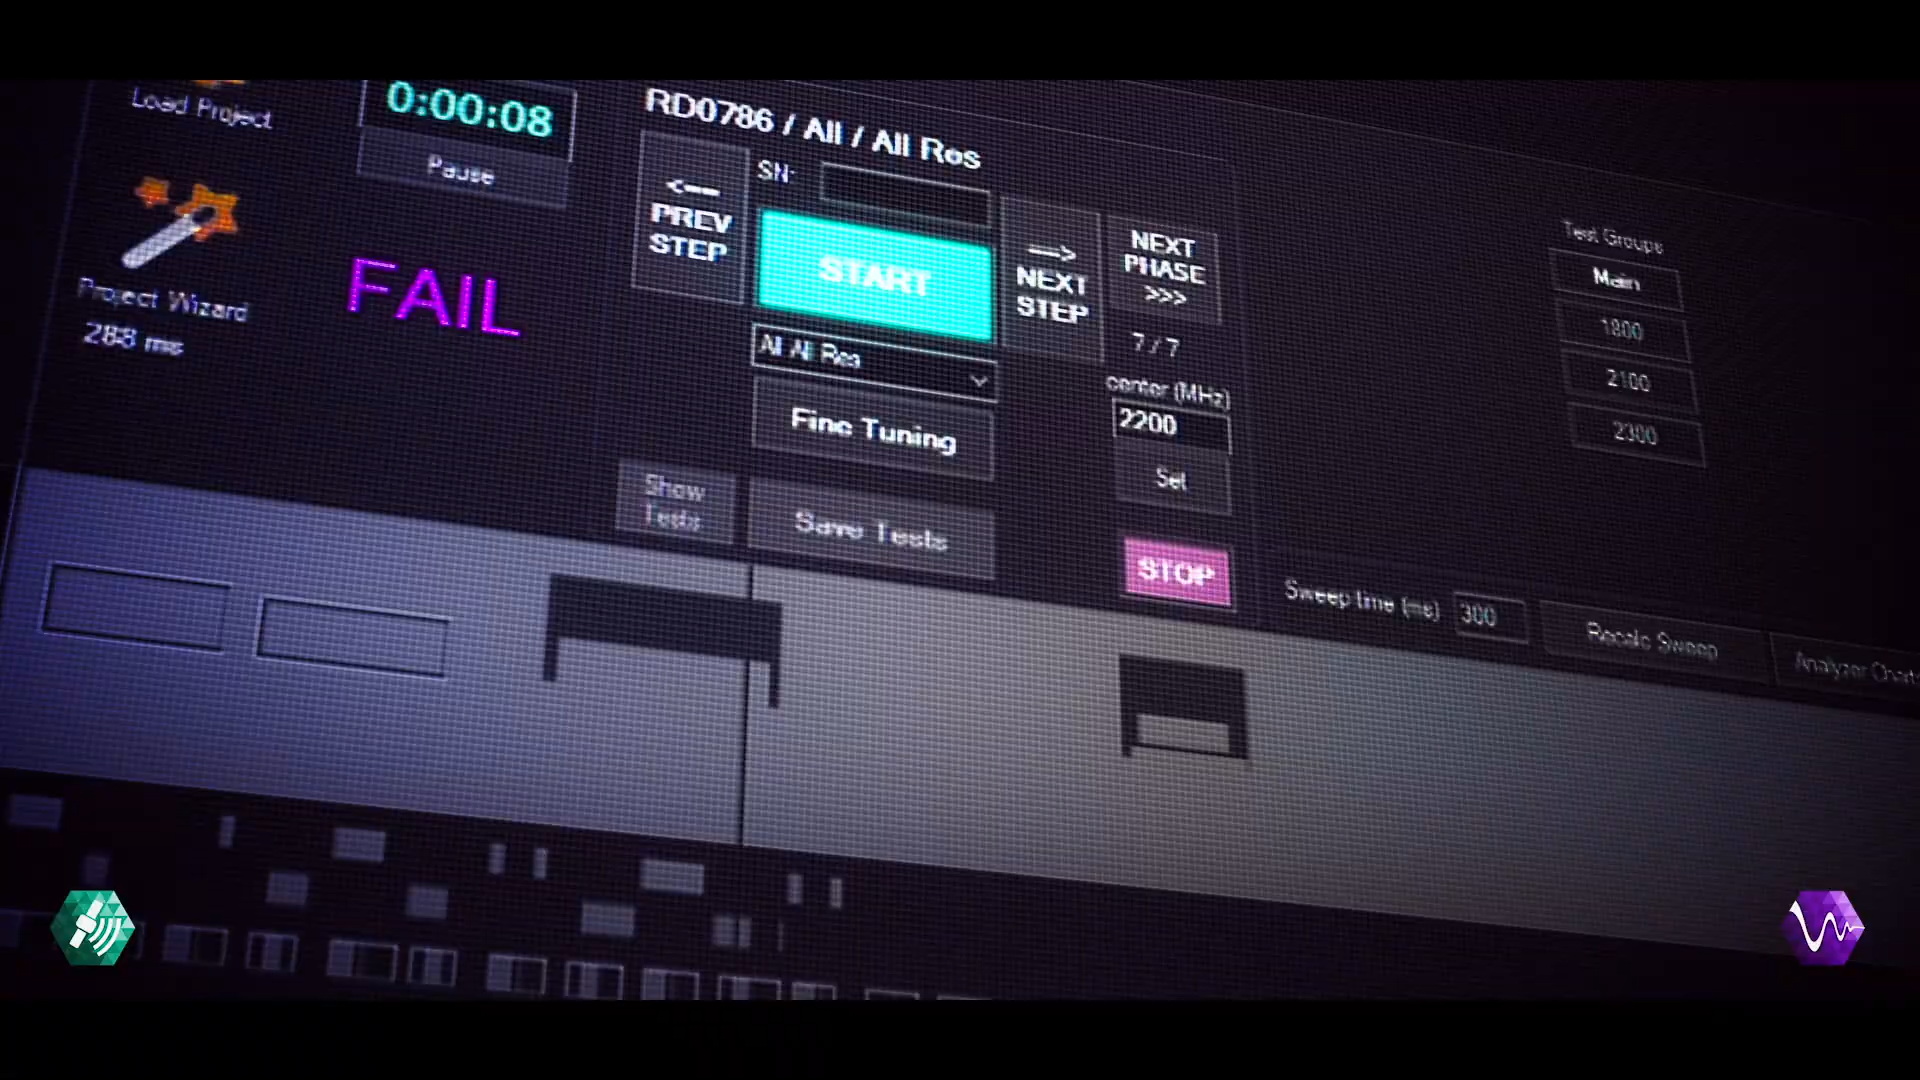 Load Project
0:00:08
Pause
Project Wizard
288 ms
FAIL
RD0786 / All / All Res
SN:
<---
PREV
STEP
START
--->
NEXT
STEP
NEXT
PHASE
>>>
7 / 7
All All Res
Fine Tuning
center (MHz)
2200
Set
Show
Tests
Save Tests
STOP
Test Groups
Main
1800
2100
2300
Sweep time (ms)
300
Recalc Sweep
Analyzer Charts